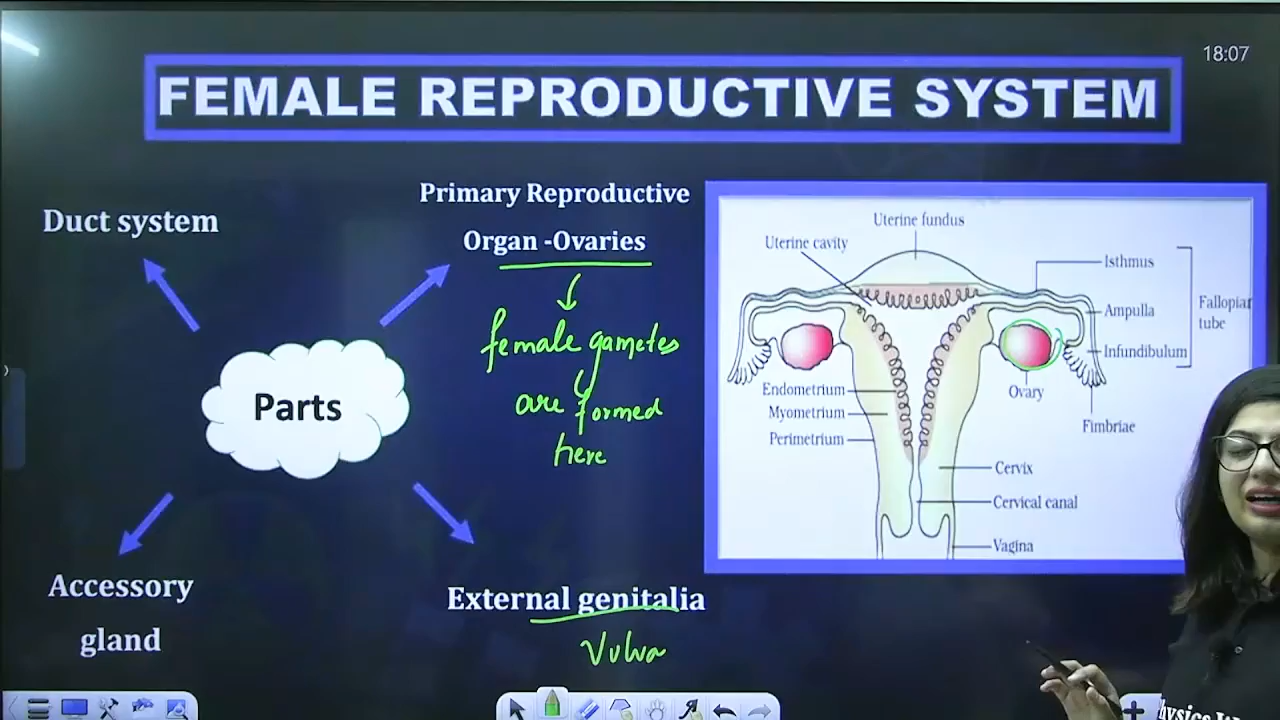 18:07
FEMALE REPRODUCTIVE SYSTEM
Duct system
Primary Reproductive
Organ -Ovaries
female gametes
are formed
here
Parts
Accessory
gland
External genitalia
Vulva
Uterine fundus
Uterine cavity
Isthmus
Ampulla
Fallopian
tube
Infundibulum
Ovary
Fimbriae
Endometrium
Myometrium
Perimetrium
Cervix
Cervical canal
Vagina